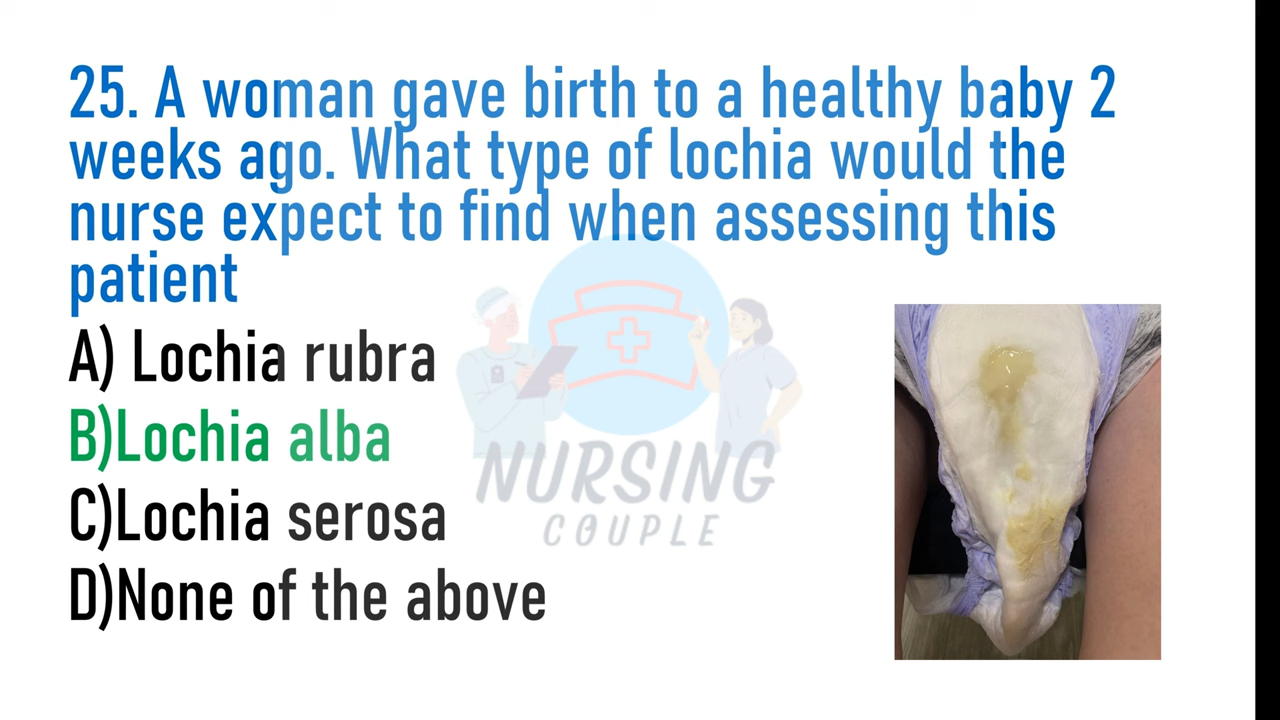 25. A woman gave birth to a healthy baby 2
weeks ago. What type of lochia would the
nurse expect to find when assessing this
patient
A) Lochia rubra
B)Lochia alba
C)Lochia serosa
D)None of the above
NURSING
COUPLE